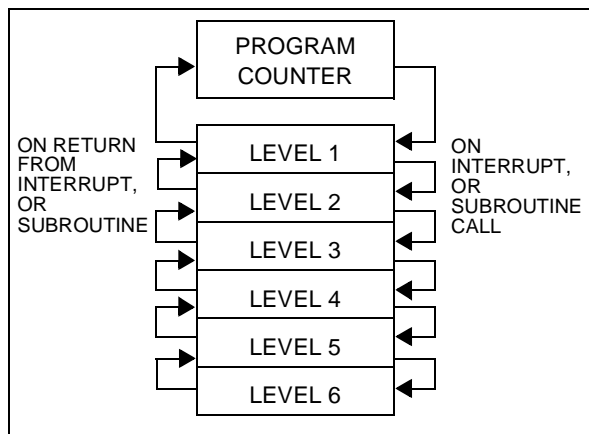 PROGRAM
COUNTER
ON RETURN
FROM
INTERRUPT,
OR
SUBROUTINE
LEVEL 1
LEVEL 2
LEVEL 3
LEVEL 4
LEVEL 5
LEVEL 6
ON
INTERRUPT,
OR
SUBROUTINE
CALL